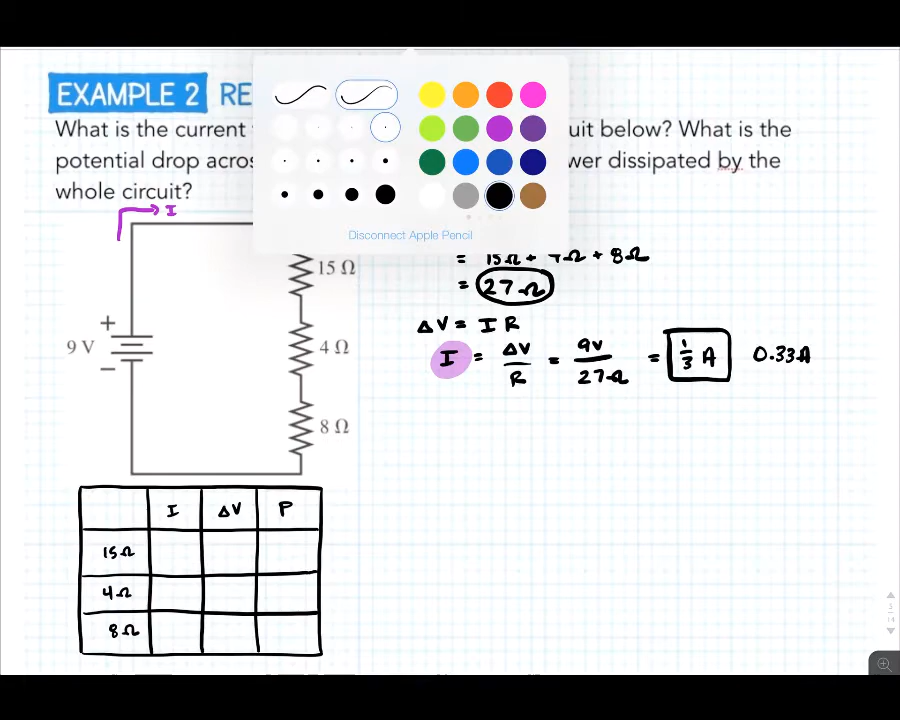 EXAMPLE 2 RE
What is the current uit below? What is the
potential drop acros wer dissipated by the
whole circuit?
Disconnect Apple Pencil
I
= 15Ω + 4Ω + 8Ω
15 Ω
= 27Ω
ΔV = I R
+
9 V
−
4 Ω
I = ΔV/R = 9V/27Ω = 1/3 A 0.33A
8 Ω
I ΔV P
15Ω
4Ω
8Ω
5
14